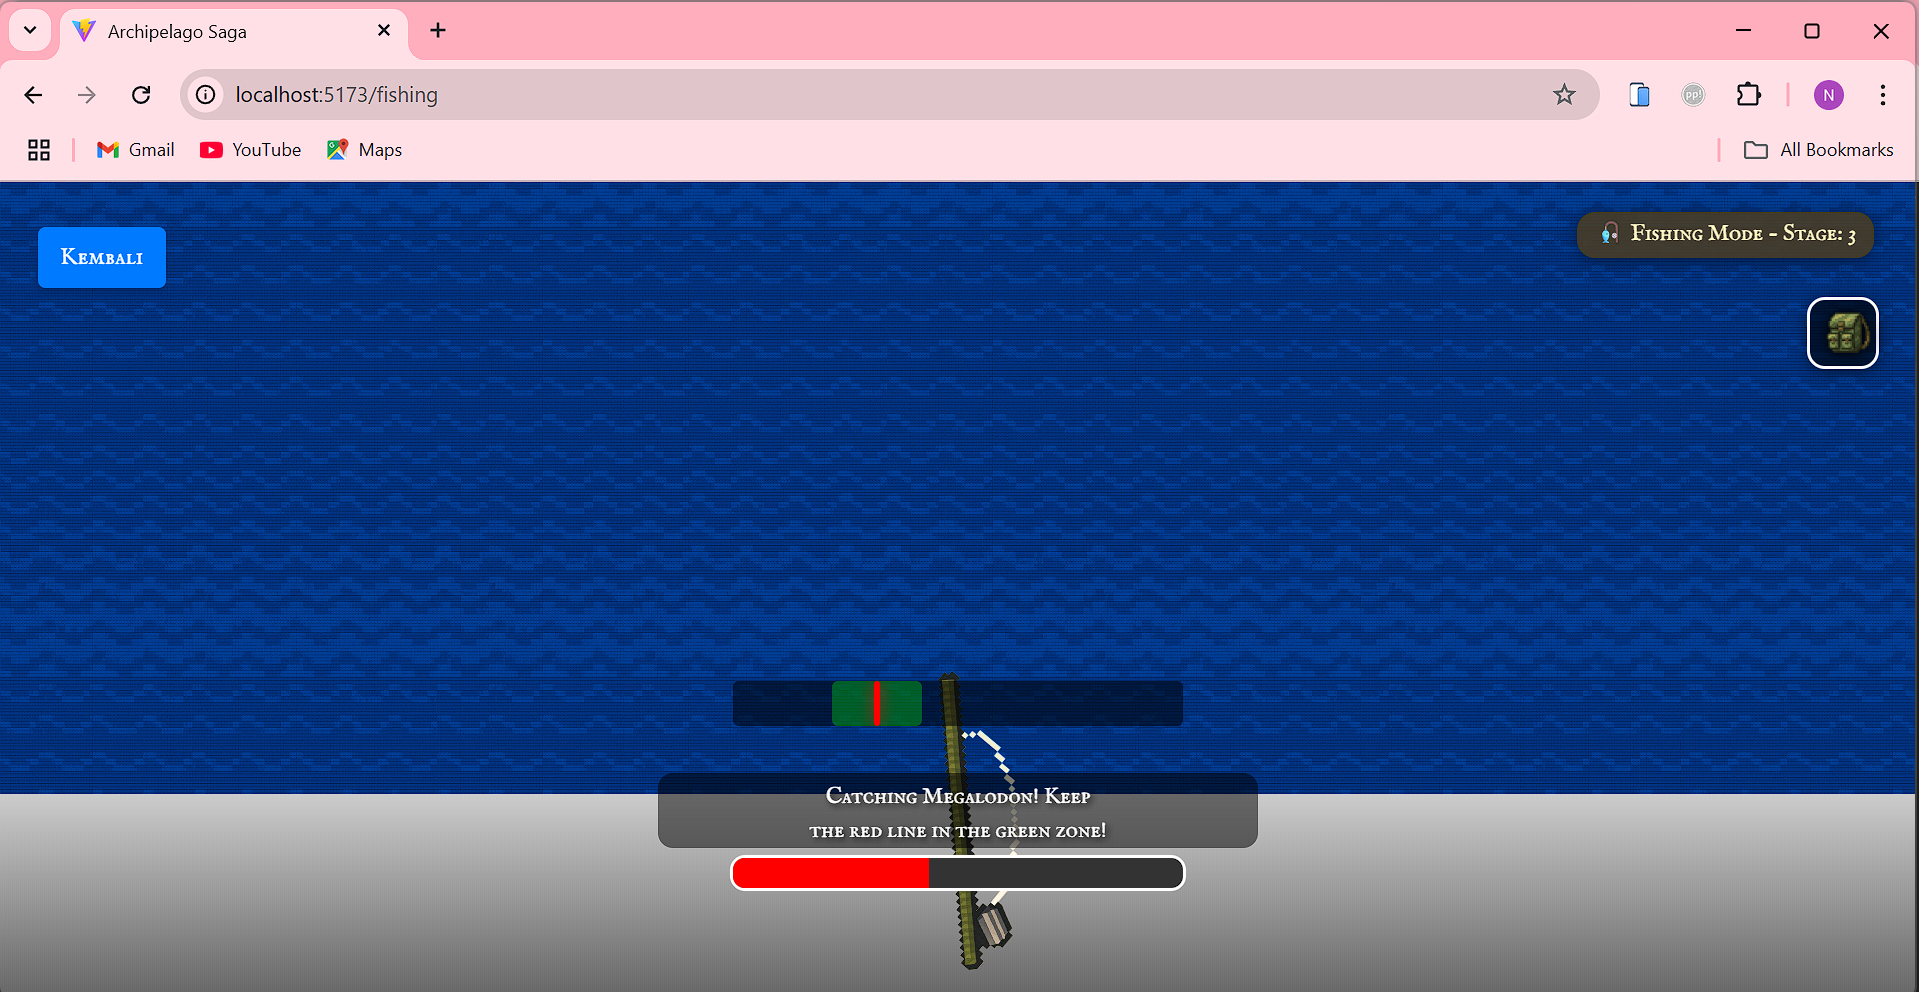 Archipelago Saga
localhost:5173/fishing
pp!
N
Gmail
YouTube
Maps
All Bookmarks
Kembali
Fishing Mode - Stage: 3
Catching Megalodon! Keep
the red line in the green zone!